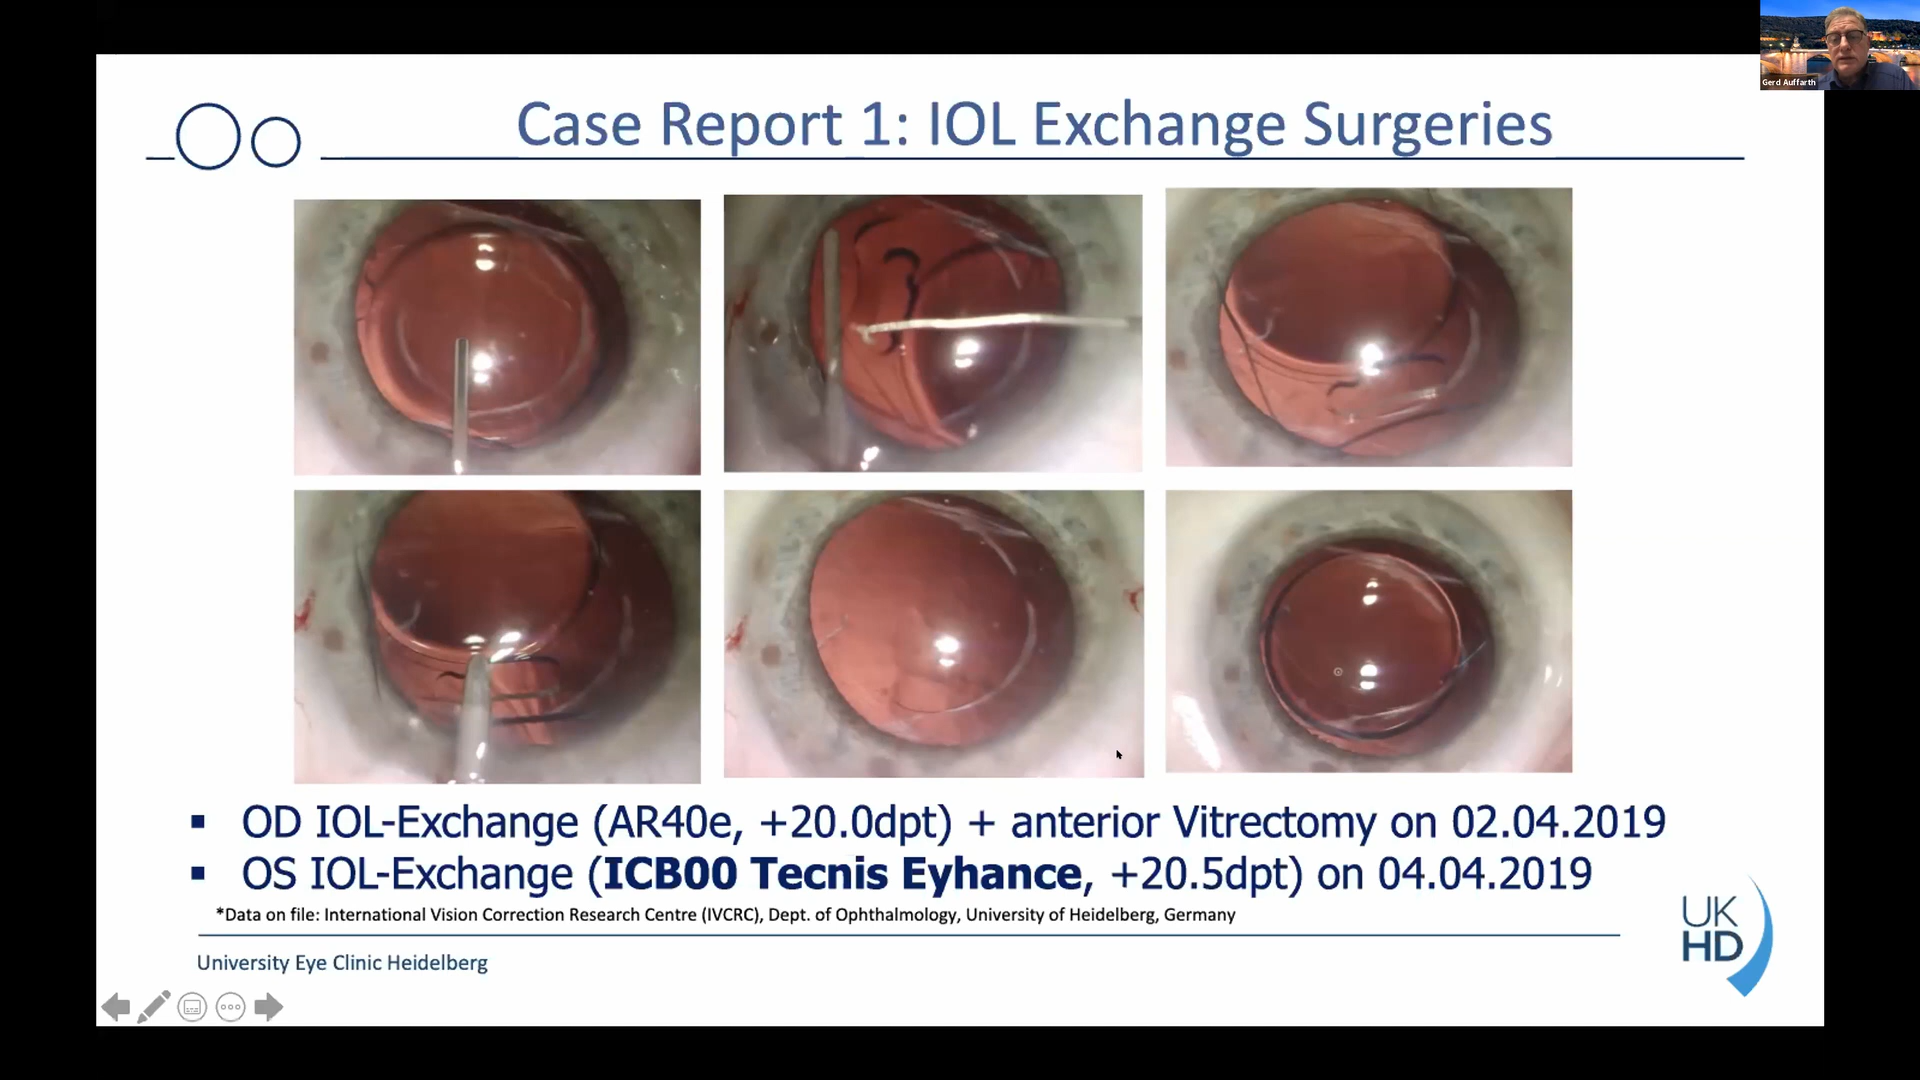 Gerd Auffarth
Case Report 1: IOL Exchange Surgeries
▪ OD IOL-Exchange (AR40e, +20.0dpt) + anterior Vitrectomy on 02.04.2019
▪ OS IOL-Exchange (ICB00 Tecnis Eyhance, +20.5dpt) on 04.04.2019
*Data on file: International Vision Correction Research Centre (IVCRC), Dept. of Ophthalmology, University of Heidelberg, Germany
University Eye Clinic Heidelberg
UK
HD